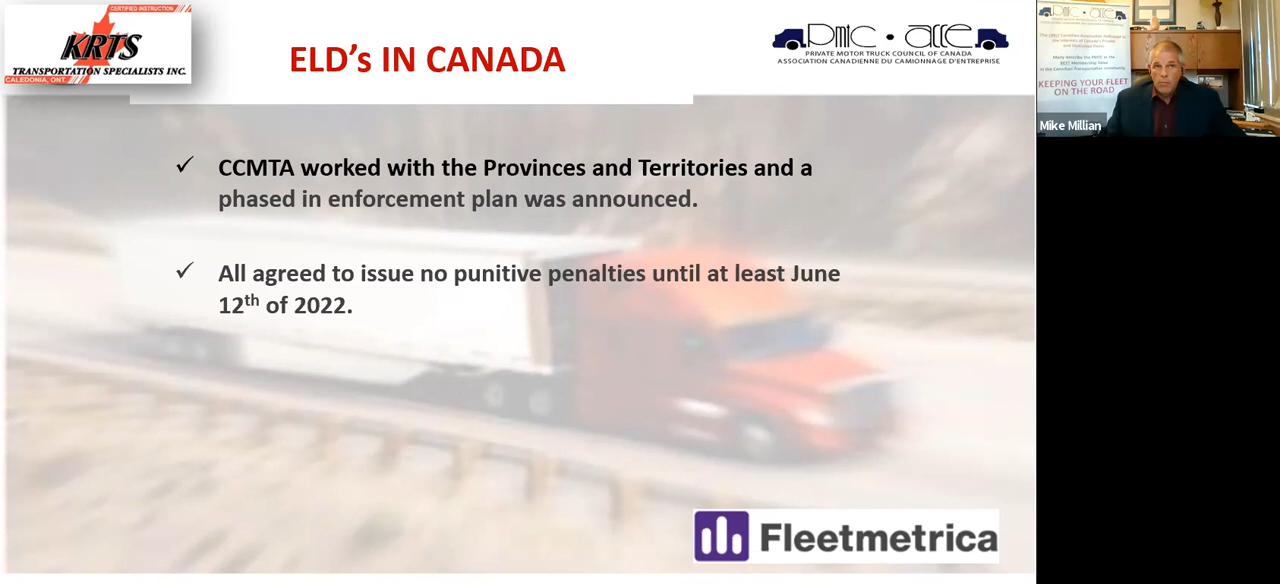 CERTIFIED INSTRUCTION
KRTS
TRANSPORTATION SPECIALISTS INC.
CALEDONIA, ONT.
ELD's IN CANADA
pmtc · acce
PRIVATE MOTOR TRUCK COUNCIL OF CANADA
ASSOCIATION CANADIENNE DU CAMIONNAGE D'ENTREPRISE
✓ CCMTA worked with the Provinces and Territories and a
phased in enforcement plan was announced.
✓ All agreed to issue no punitive penalties until at least June
12th of 2022.
Fleetmetrica
KEEPING YOUR FLEET
ON THE ROAD
Mike Millian